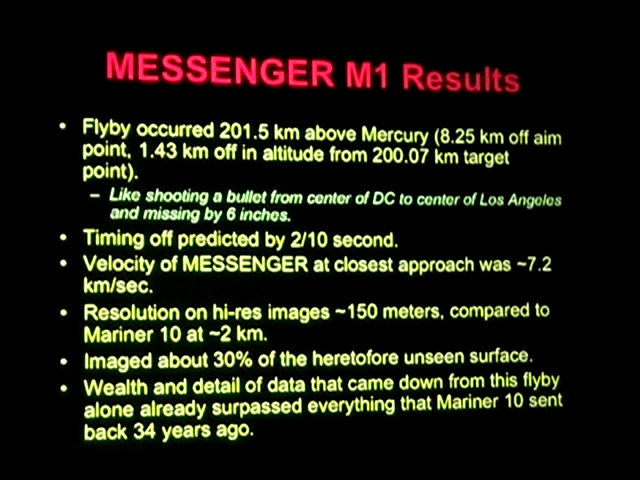 MESSENGER M1 Results
• Flyby occurred 201.5 km above Mercury (8.25 km off aim
point, 1.43 km off in altitude from 200.07 km target
point).
– Like shooting a bullet from center of DC to center of Los Angeles
and missing by 6 inches.
• Timing off predicted by 2/10 second.
• Velocity of MESSENGER at closest approach was ~7.2
km/sec.
• Resolution on hi-res images ~150 meters, compared to
Mariner 10 at ~2 km.
• Imaged about 30% of the heretofore unseen surface.
• Wealth and detail of data that came down from this flyby
alone already surpassed everything that Mariner 10 sent
back 34 years ago.